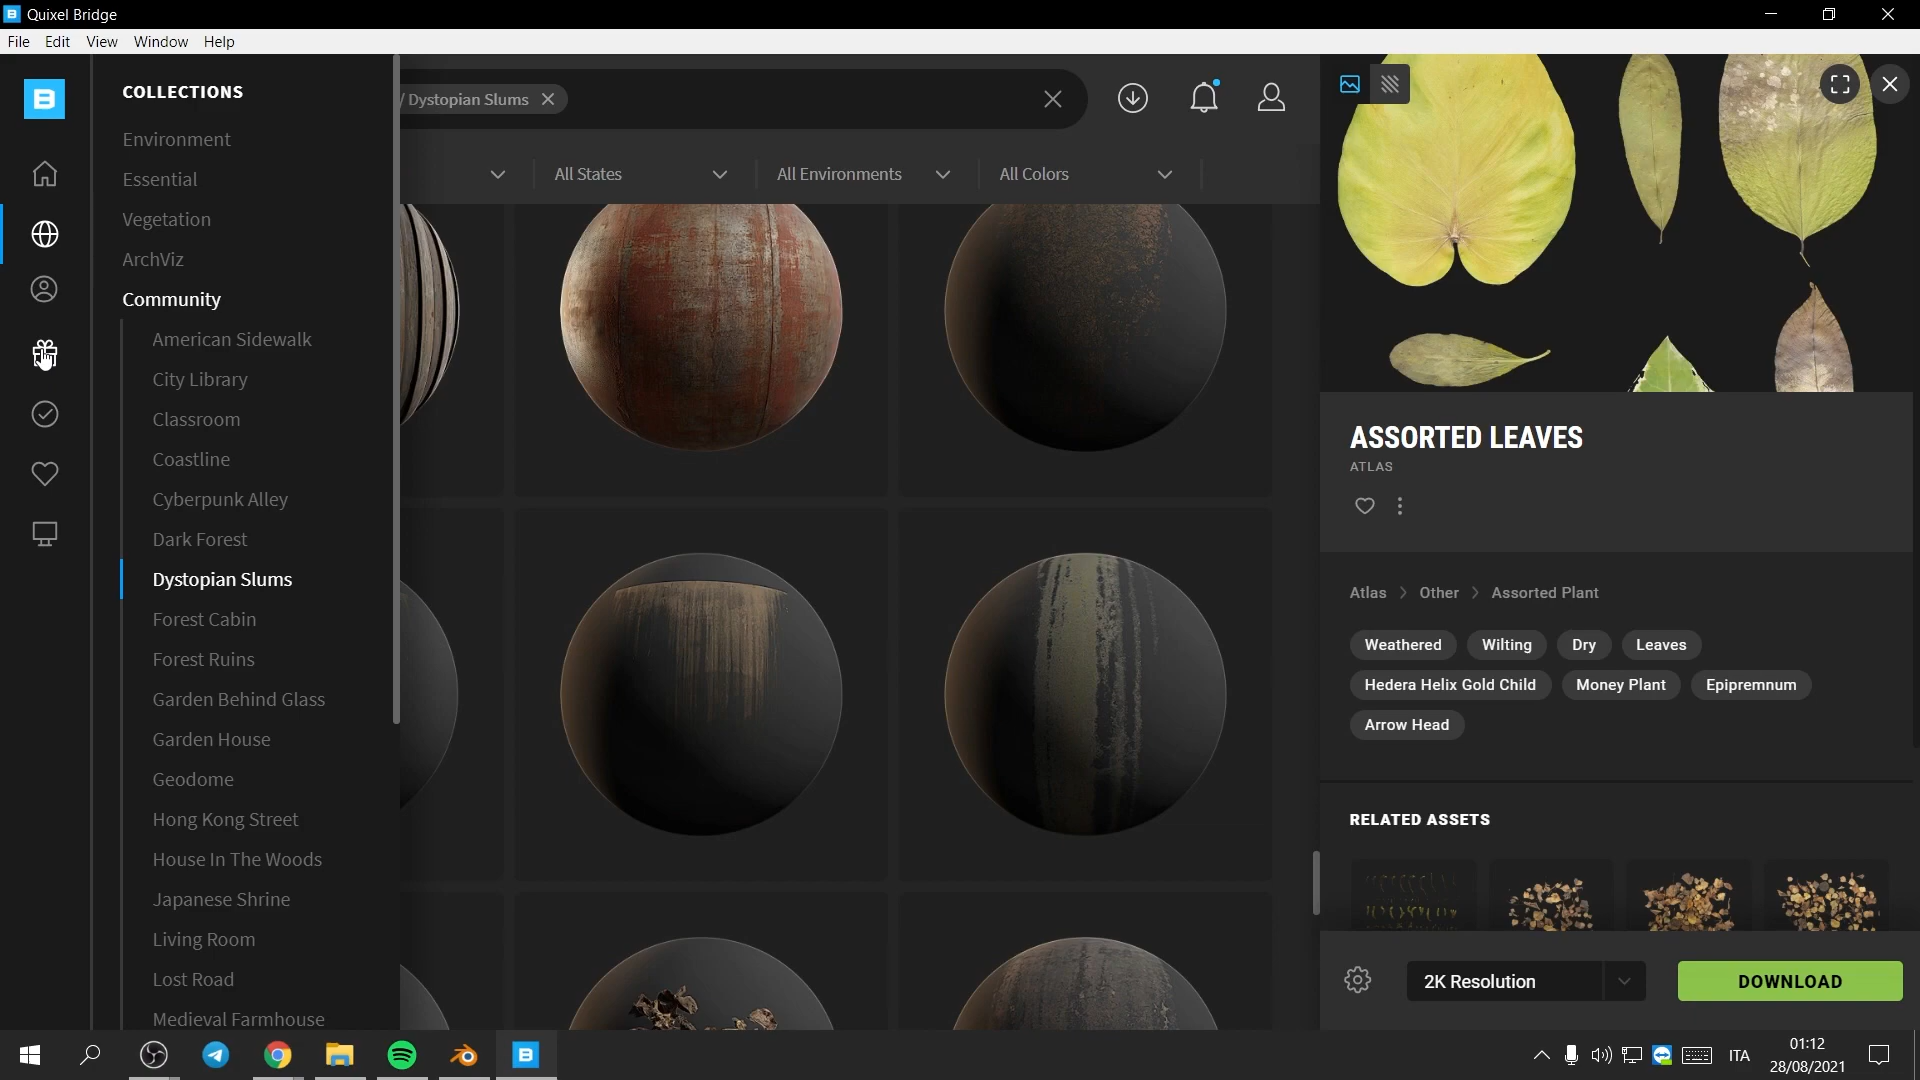 Quixel Bridge
File Edit View Window Help
COLLECTIONS
Environment
Essential
Vegetation
ArchViz
Community
American Sidewalk
City Library
Classroom
Coastline
Cyberpunk Alley
Dark Forest
Dystopian Slums
Forest Cabin
Forest Ruins
Garden Behind Glass
Garden House
Geodome
Hong Kong Street
House In The Woods
Japanese Shrine
Living Room
Lost Road
Medieval Farmhouse
/ Dystopian Slums
All States All Environments All Colors
ASSORTED LEAVES
ATLAS
Atlas > Other > Assorted Plant
Weathered Wilting Dry Leaves
Hedera Helix Gold Child Money Plant Epipremnum
Arrow Head
RELATED ASSETS
2K Resolution DOWNLOAD
ITA
01:12
28/08/2021